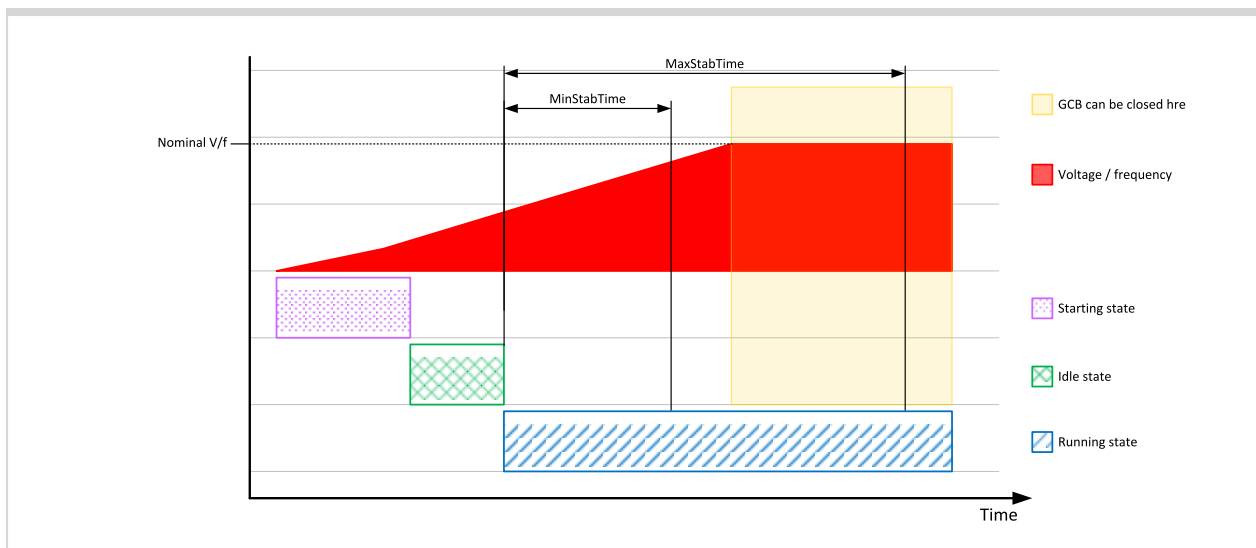 MaxStabTime
MinStabTime
GCB can be closed hre
Nominal V/f
Voltage / frequency
Starting state
Idle state
Running state
Time